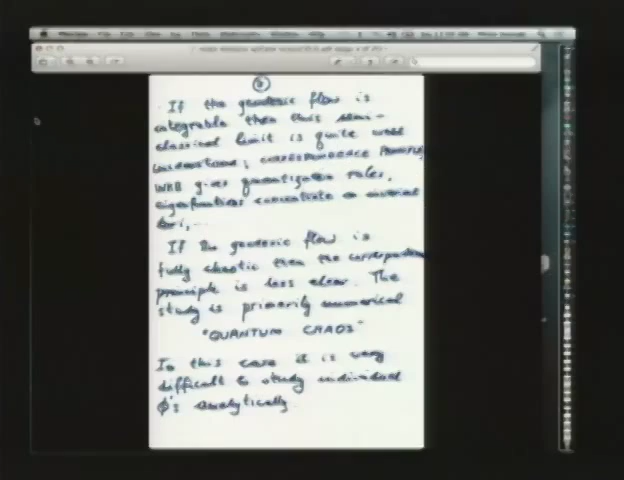 If the geodesic flow is
integrable then this semi-
classical limit is quite well
understood; CORRESPONDENCE PRINCIPLE,
WKB gives quantization rules,
eigenfunctions concentrate on invariant
tori,...
If the geodesic flow is
fully chaotic then the correspondence
principle is less clear. The
study is primarily numerical
"QUANTUM CHAOS"
In this case it is very
difficult to study individual
ϕ's analytically.